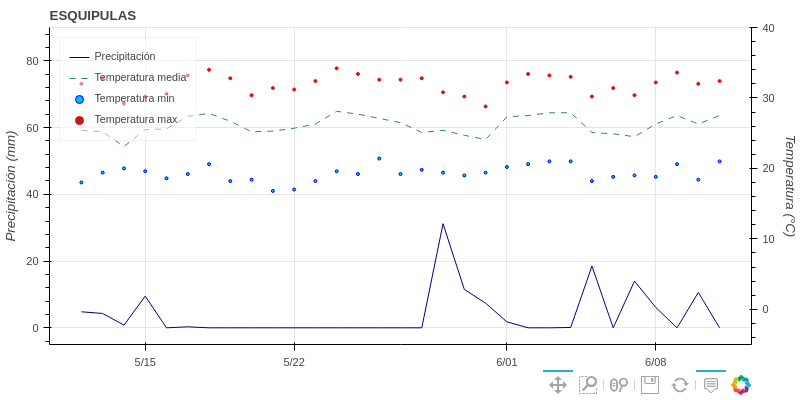 ESQUIPULAS
Precipitación
Temperatura media
Temperatura min
Temperatura max
Precipitación (mm)
80
60
40
20
0
Temperatura (°C)
40
30
20
10
0
5/15
5/22
6/01
6/08